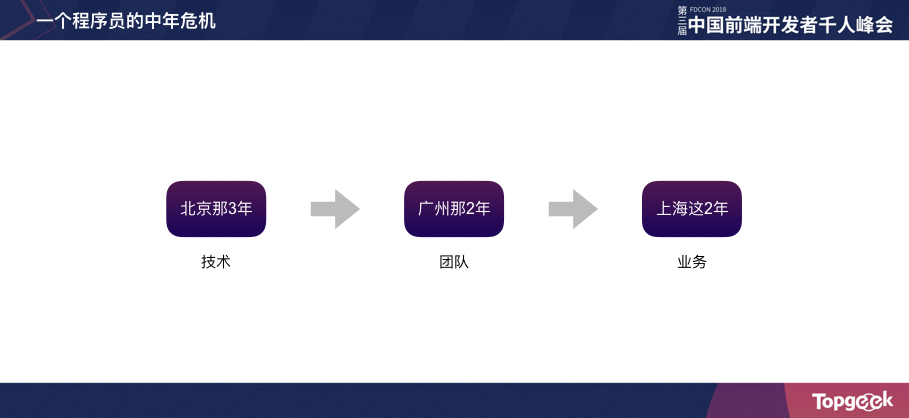 一个程序员的中年危机
第三届
FDCON 2018
中国前端开发者千人峰会
北京那3年
广州那2年
上海这2年
技术
团队
业务
Topgeek